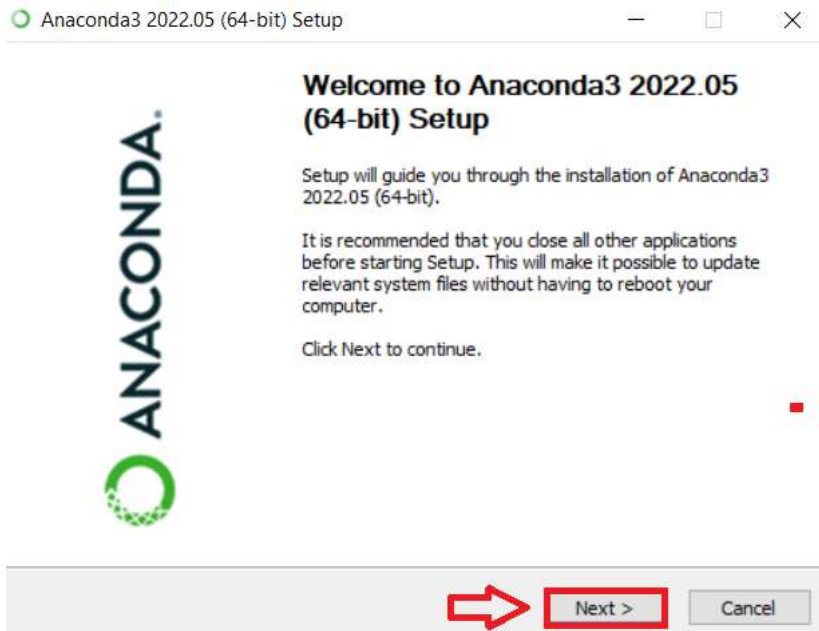 Anaconda3 2022.05 (64-bit) Setup
Welcome to Anaconda3 2022.05
(64-bit) Setup
Setup will guide you through the installation of Anaconda3
2022.05 (64-bit).
It is recommended that you close all other applications
before starting Setup. This will make it possible to update
relevant system files without having to reboot your
computer.
Click Next to continue.
ANACONDA.
Next >
Cancel